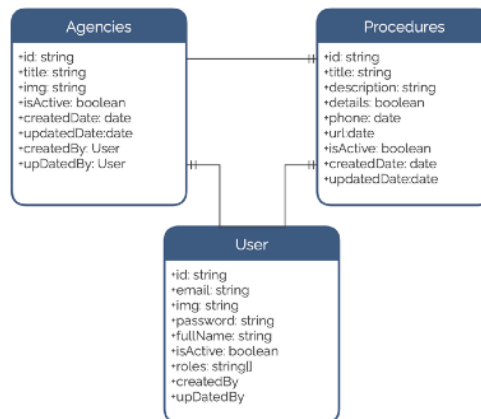 Agencies
+id: string
+title: string
+img: string
+isActive: boolean
+createdDate: date
+updatedDate:date
+createdBy: User
+upDatedBy: User
Procedures
+id: string
+title: string
+description: string
+details: boolean
+phone: date
+url:date
+isActive: boolean
+createdDate: date
+updatedDate:date
User
+id: string
+email: string
+img: string
+password: string
+fullName: string
+isActive: boolean
+roles: string[]
+createdBy
+upDatedBy